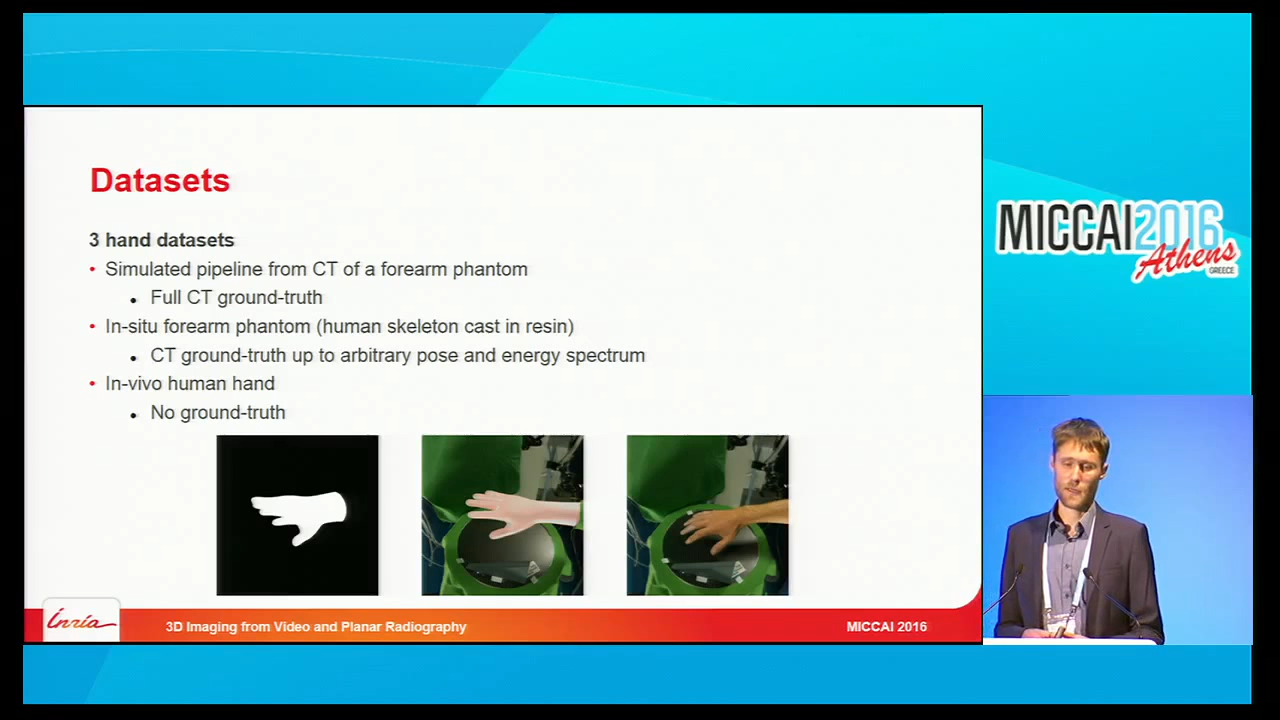 Datasets
3 hand datasets
• Simulated pipeline from CT of a forearm phantom
• Full CT ground-truth
• In-situ forearm phantom (human skeleton cast in resin)
• CT ground-truth up to arbitrary pose and energy spectrum
• In-vivo human hand
• No ground-truth
Inria
3D Imaging from Video and Planar Radiography
MICCAI 2016
MICCAI2016
Athens
GREECE